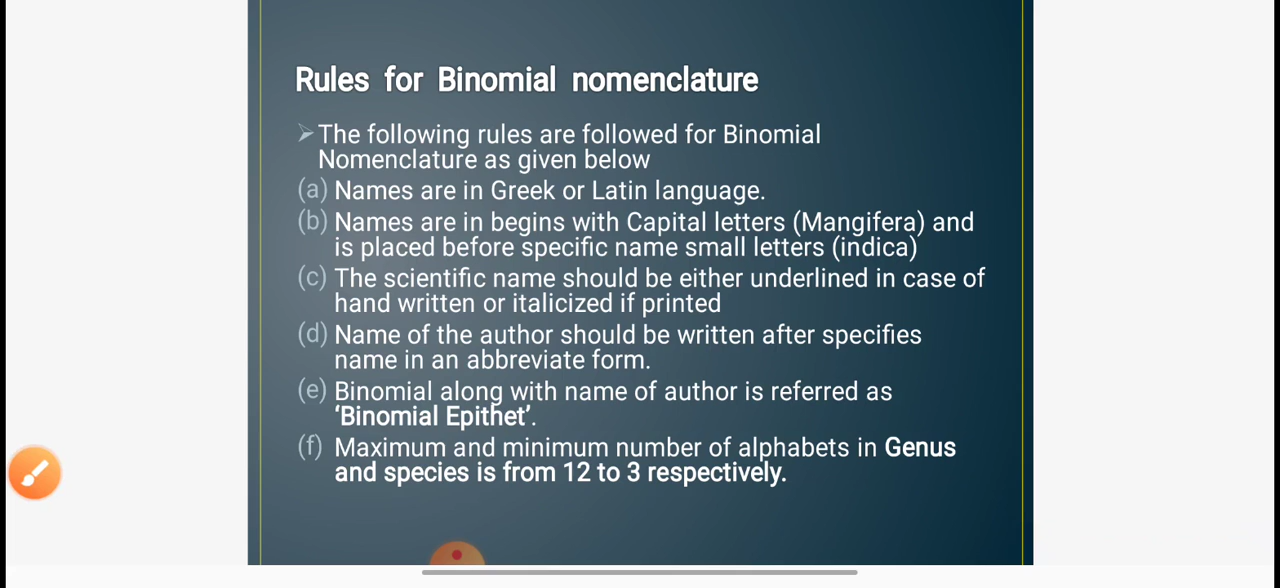 Rules for Binomial nomenclature
➤ The following rules are followed for Binomial
Nomenclature as given below
(a) Names are in Greek or Latin language.
(b) Names are in begins with Capital letters (Mangifera) and
is placed before specific name small letters (indica)
(c) The scientific name should be either underlined in case of
hand written or italicized if printed
(d) Name of the author should be written after specifies
name in an abbreviate form.
(e) Binomial along with name of author is referred as
‘Binomial Epithet’.
(f) Maximum and minimum number of alphabets in Genus
and species is from 12 to 3 respectively.